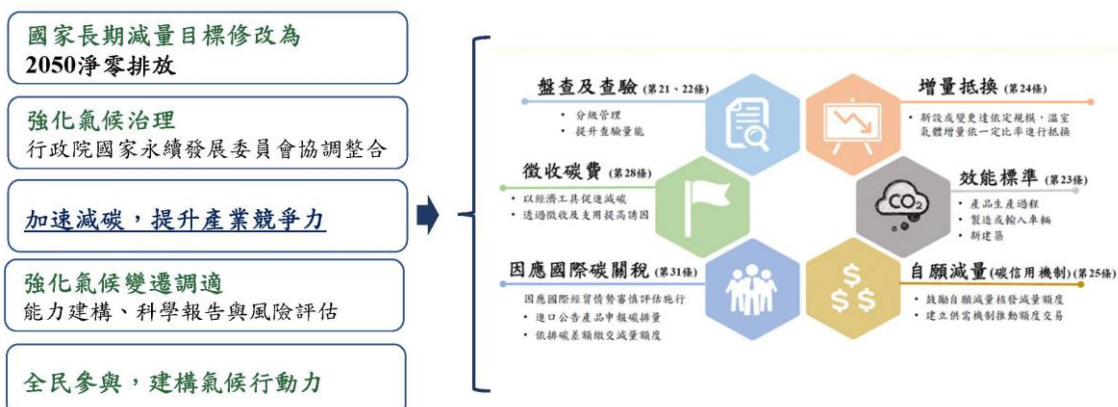 國家長期減量目標修改為
2050淨零排放
強化氣候治理
行政院國家永續發展委員會協調整合
加速減碳，提升產業競爭力
強化氣候變遷調適
能力建構、科學報告與風險評估
全民參與，建構氣候行動力
盤查及查驗 (第21、22條)
• 分級管理
• 提升查驗量能
增量抵換 (第24條)
• 新設或變更達依定規模，溫室
氣體增量依一定比率進行抵換
徵收碳費 (第28條)
• 以經濟工具促進減碳
• 透過徵收及支用提高誘因
效能標準 (第23條)
• 產品生產過程
• 製造或輸入車輛
• 新建築
CO2
因應國際碳關稅 (第31條)
因應國際經貿情勢審慎評估施行
• 進口公告產品申報碳排量
• 依排碳差額繳交減量額度
自願減量(碳信用機制)(第25條)
• 鼓勵自願減量核發減量額度
• 建立供需機制推動額度交易
$
$ $